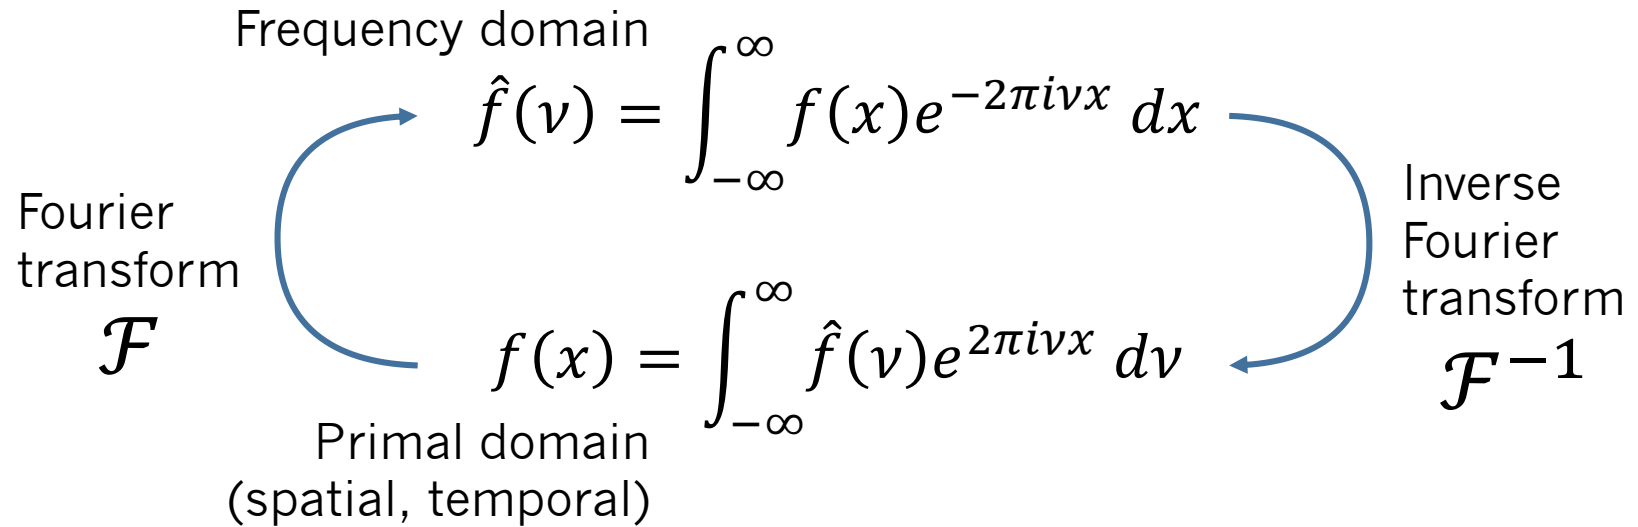 Frequency domain
f̂(ν) = ∫_{-∞}^{∞} f(x)e^{-2πiνx} dx
Fourier
transform
ℱ
Inverse
Fourier
transform
ℱ^{-1}
f(x) = ∫_{-∞}^{∞} f̂(ν)e^{2πiνx} dν
Primal domain
(spatial, temporal)